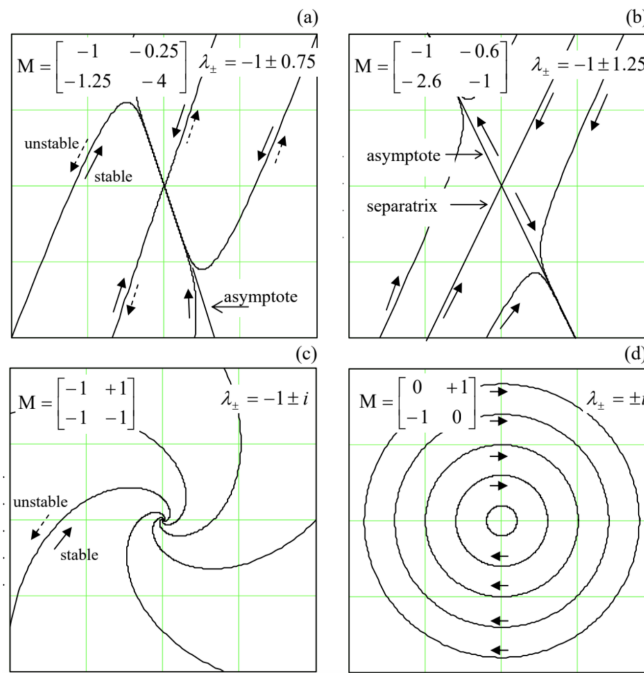 (a)
M = [ −1 −0.25
−1.25 −4 ]
λ± = −1 ± 0.75
unstable
stable
asymptote
(b)
M = [ −1 −0.6
−2.6 −1 ]
λ± = −1 ± 1.25
asymptote
separatrix
(c)
M = [ −1 +1
−1 −1 ]
λ± = −1 ± i
unstable
stable
(d)
M = [ 0 +1
−1 0 ]
λ± = ±i